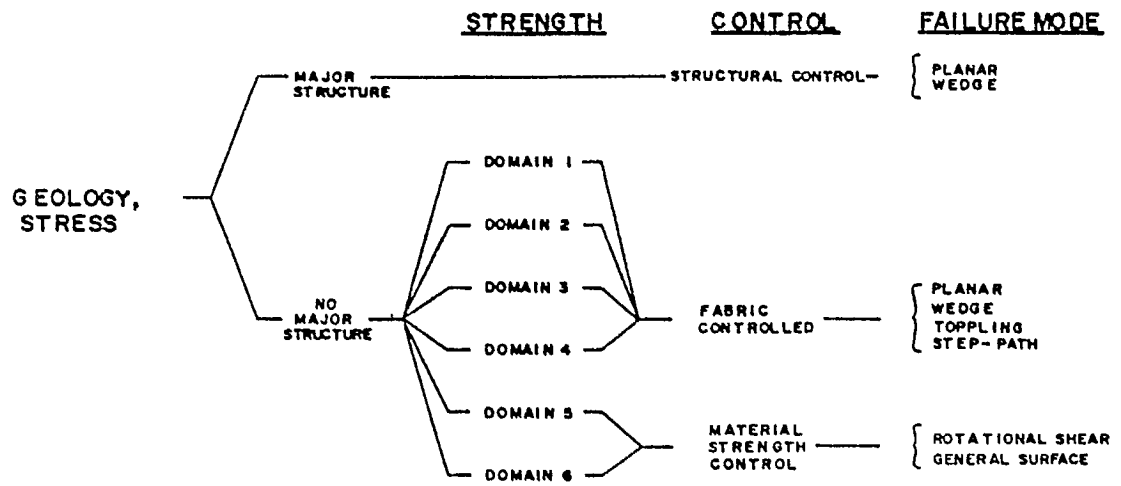 STRENGTH CONTROL FAILURE MODE
MAJOR
STRUCTURE
STRUCTURAL CONTROL
PLANAR
WEDGE
GEOLOGY,
STRESS
NO
MAJOR
STRUCTURE
DOMAIN 1
DOMAIN 2
DOMAIN 3
DOMAIN 4
DOMAIN 5
DOMAIN 6
FABRIC
CONTROLLED
PLANAR
WEDGE
TOPPLING
STEP-PATH
MATERIAL
STRENGTH
CONTROL
ROTATIONAL SHEAR
GENERAL SURFACE